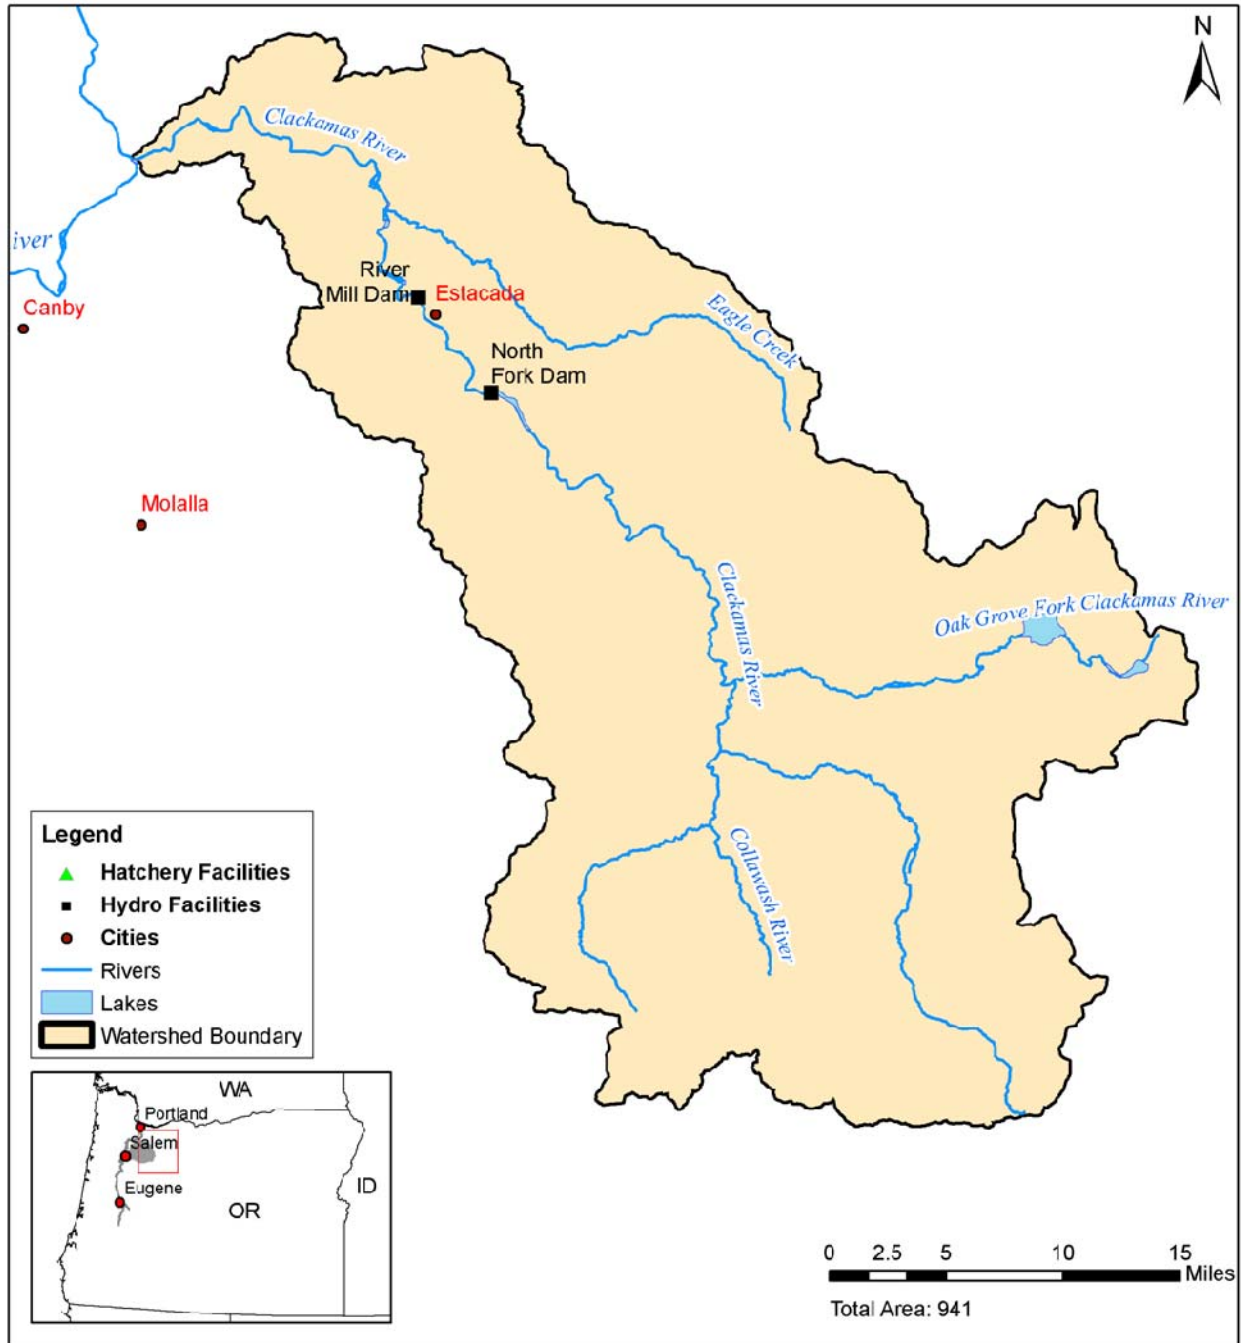 N
Clackamas River
iver
River
Mill Dam
Estacada
Canby
Eagle Creek
North
Fork Dam
Molalla
Clackamas River
Oak Grove Fork Clackamas River
Collawash River
Legend
Hatchery Facilities
Hydro Facilities
Cities
Rivers
Lakes
Watershed Boundary
WA
Portland
Salem
Eugene
OR
ID
0 2.5 5 10 15
Miles
Total Area: 941